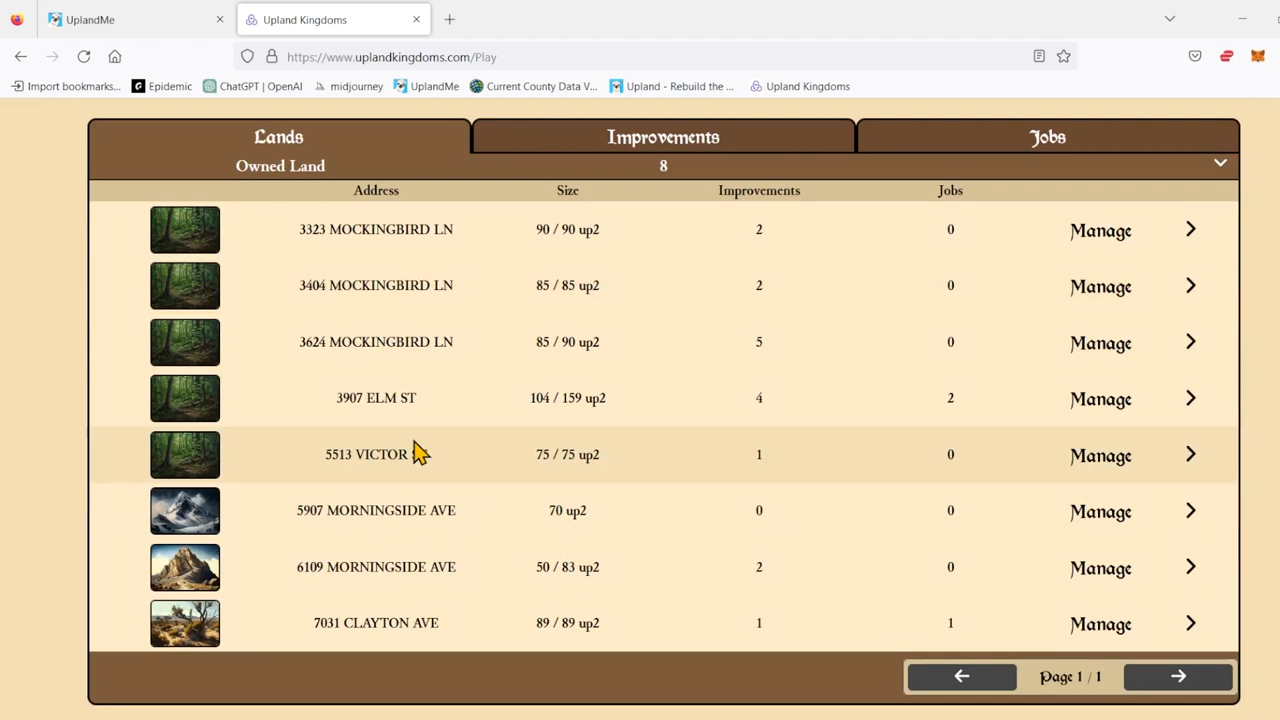 UplandMe
Upland Kingdoms
https://www.uplandkingdoms.com/Play
Import bookmarks...
Epidemic
ChatGPT | OpenAI
midjourney
UplandMe
Current County Data V...
Upland - Rebuild the ...
Upland Kingdoms
Lands Improvements Jobs
Owned Land 8
Address Size Improvements Jobs
3323 MOCKINGBIRD LN 90 / 90 up2 2 0 Manage
3404 MOCKINGBIRD LN 85 / 85 up2 2 0 Manage
3624 MOCKINGBIRD LN 85 / 90 up2 5 0 Manage
3907 ELM ST 104 / 159 up2 4 2 Manage
5513 VICTOR 75 / 75 up2 1 0 Manage
5907 MORNINGSIDE AVE 70 up2 0 0 Manage
6109 MORNINGSIDE AVE 50 / 83 up2 2 0 Manage
7031 CLAYTON AVE 89 / 89 up2 1 1 Manage
Page 1 / 1